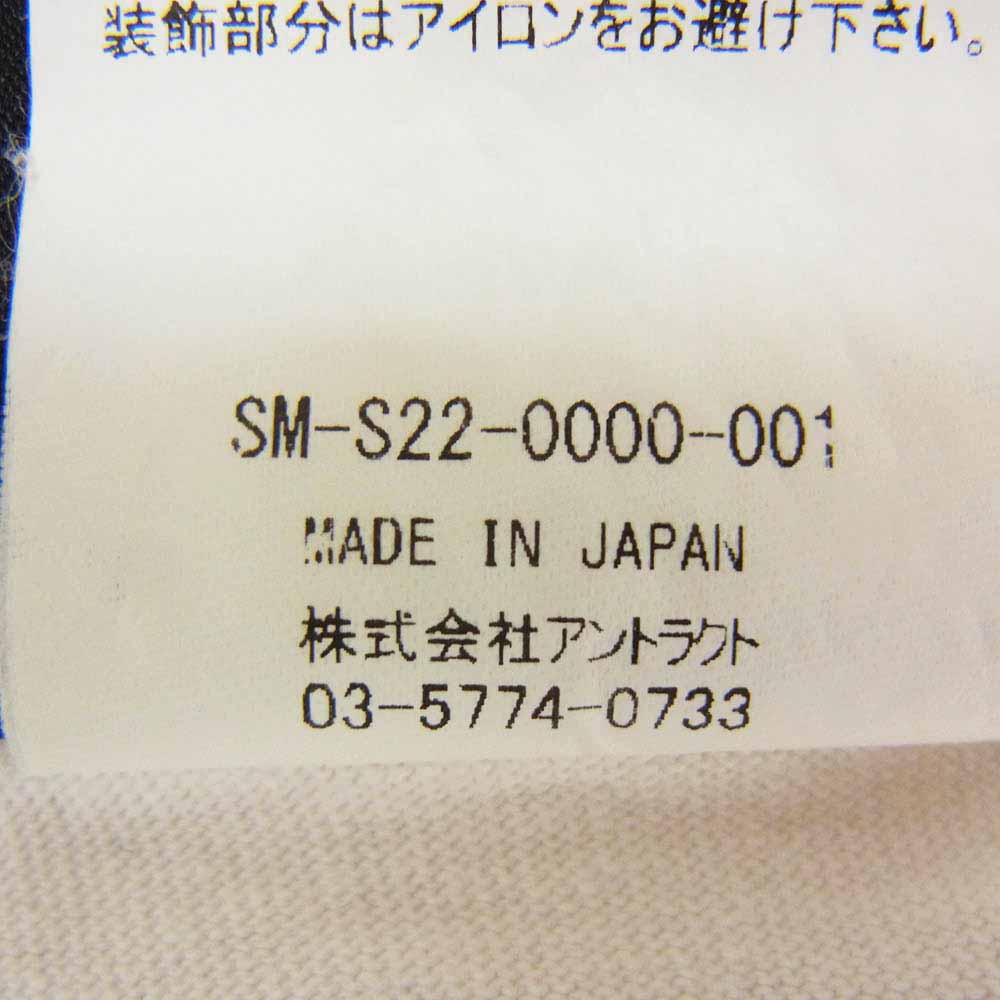 装飾部分はアイロンをお避け下さい。
SM-S22-0000-001
MADE IN JAPAN
株式会社アントラクト
03-5774-0733